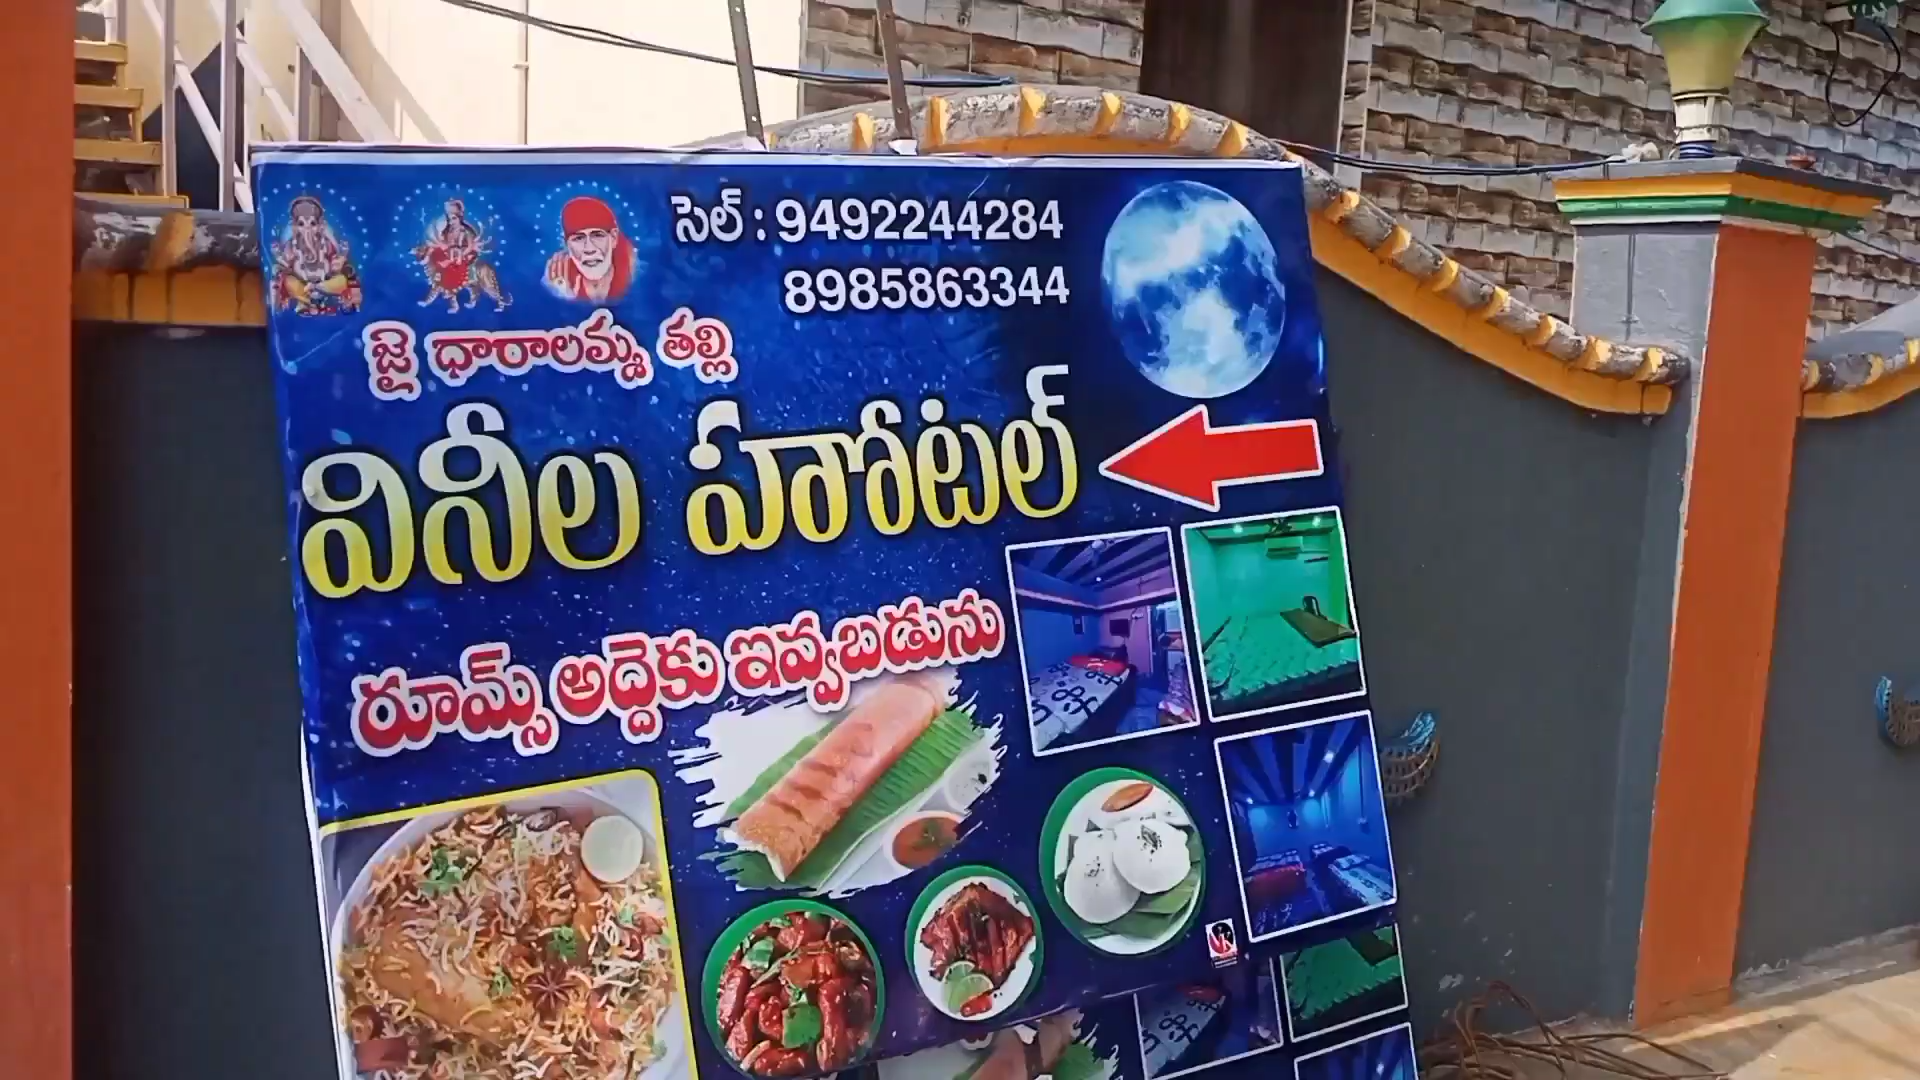 సెల్ : 9492244284
8985863344
జై ధారాలమ్మ తల్లి
వినీల హోటల్
రూమ్స్ అద్దెకు ఇవ్వబడును